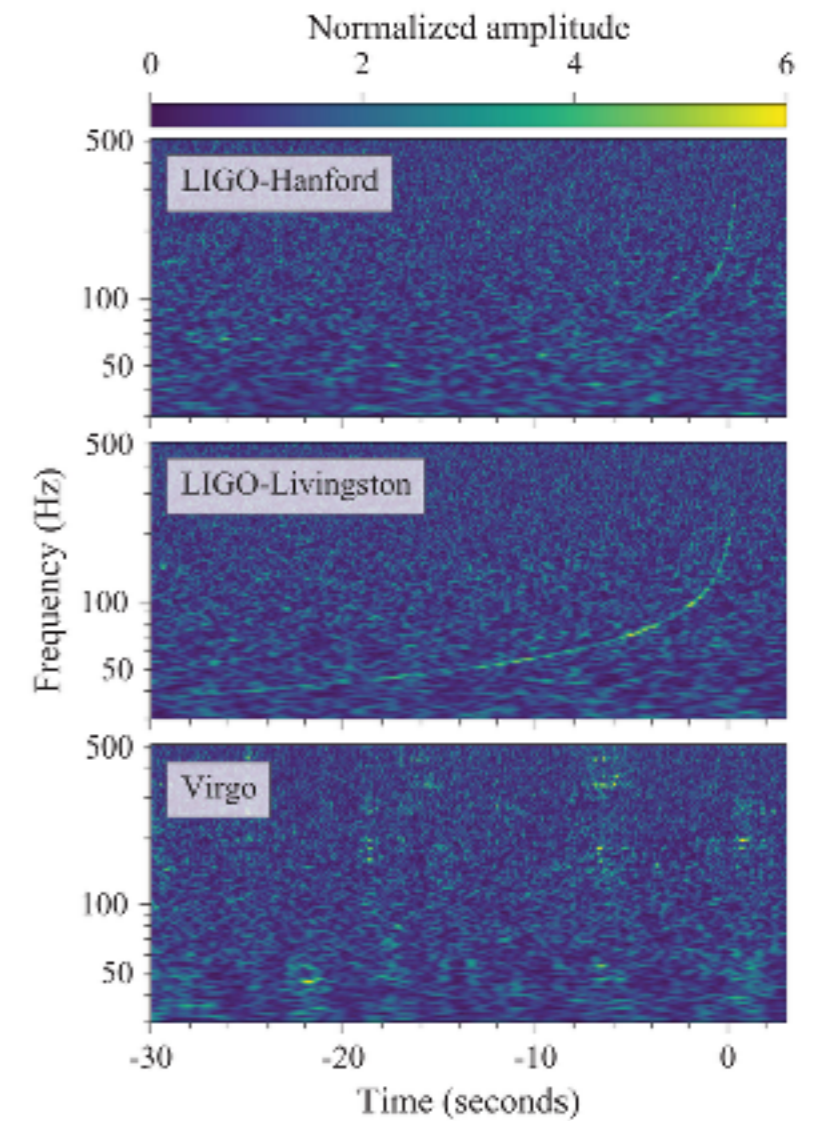 Normalized amplitude
0 2 4 6
500
LIGO-Hanford
100
50
500
LIGO-Livingston
100
50
Frequency (Hz)
500
Virgo
100
50
-30 -20 -10 0
Time (seconds)